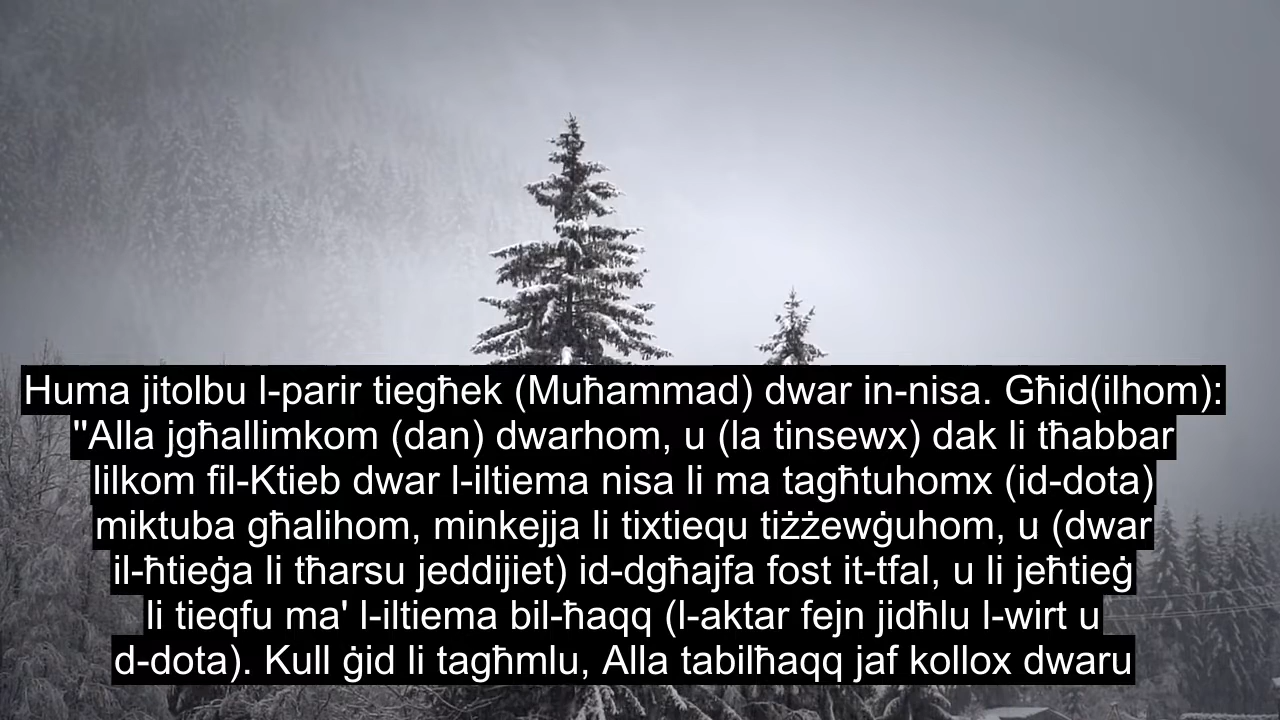 Huma jitolbu l-parir tiegħek (Muħammad) dwar in-nisa. Għid(ilhom):
"Alla jgħallimkom (dan) dwarhom, u (la tinsewx) dak li tħabbar
lilkom fil-Ktieb dwar l-iltiema nisa li ma tagħtuhomx (id-dota)
miktuba għalihom, minkejja li tixtiequ tiżżewġuhom, u (dwar
il-ħtieġa li tħarsu jeddijiet) id-dgħajfa fost it-tfal, u li jeħtieġ
li tieqfu ma' l-iltiema bil-ħaqq (l-aktar fejn jidħlu l-wirt u
d-dota). Kull ġid li tagħmlu, Alla tabilħaqq jaf kollox dwaru